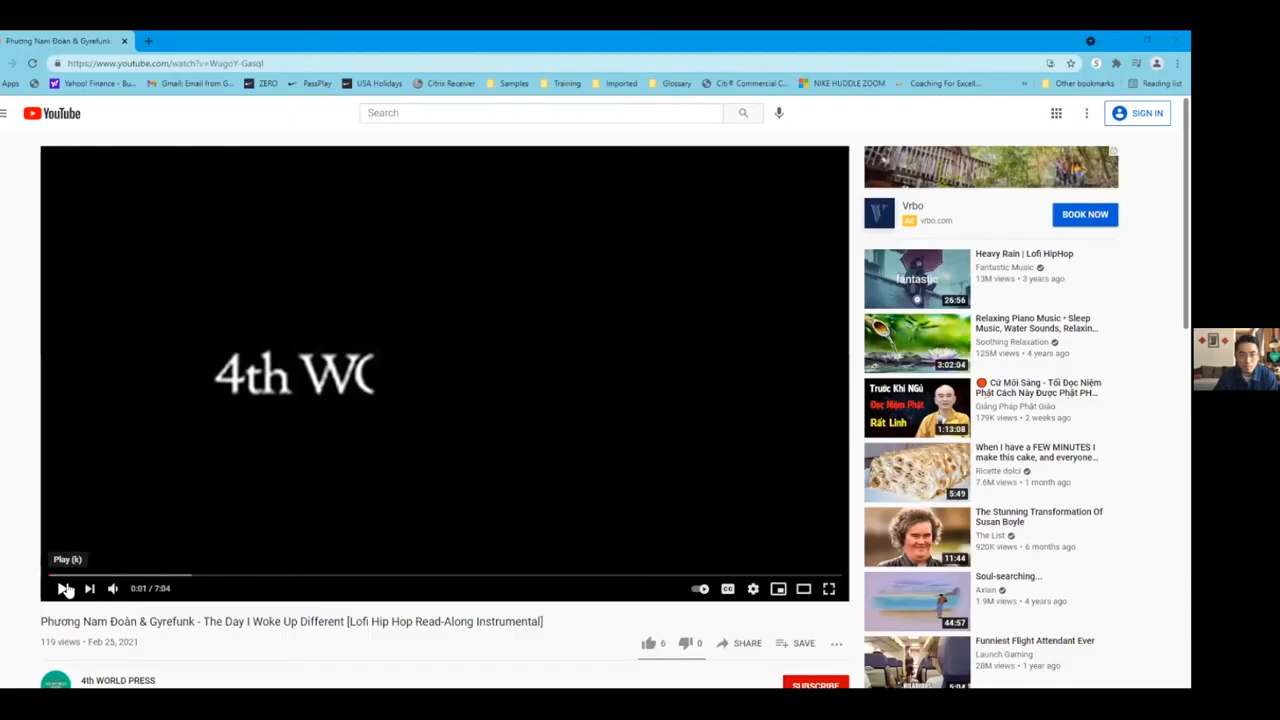 Phương Nam Đoàn & Gyrefunk
https://www.youtube.com/watch?v=WugoY-GasqI
Apps
Yahoo! Finance - Bu...
Gmail: Email from G...
ZERO
PassPlay
USA Holidays
Citrix Receiver
Samples
Training
Imported
Glossary
Citi® Commercial C...
NIKE HUDDLE ZOOM
Coaching For Excell...
»
Other bookmarks
Reading list
YouTube
Search
SIGN IN
4th WO
Play (k)
0:01 / 7:04
CC
Phương Nam Đoàn & Gyrefunk - The Day I Woke Up Different [Lofi Hip Hop Read-Along Instrumental]
119 views • Feb 25, 2021
6
0
SHARE
SAVE
4th WORLD PRESS
SUBSCRIBE
Vrbo
Ad vrbo.com
BOOK NOW
fantastic
26:56
Heavy Rain | Lofi HipHop
Fantastic Music
13M views • 3 years ago
3:02:04
Relaxing Piano Music • Sleep
Music, Water Sounds, Relaxin...
Soothing Relaxation
125M views • 4 years ago
Trước Khi Ngủ
Đọc Niệm Phật
Rất Linh
1:13:08
Cứ Mỗi Sáng - Tối Đọc Niệm
Phật Cách Này Được Phật PH...
Giảng Pháp Phật Giáo
179K views • 2 weeks ago
5:49
When I have a FEW MINUTES I
make this cake, and everyone...
Ricette dolci
7.6M views • 1 month ago
11:44
The Stunning Transformation Of
Susan Boyle
The List
920K views • 6 months ago
44:57
Soul-searching...
Axian
1.9M views • 4 years ago
5:04
Funniest Flight Attendant Ever
Launch Gaming
28M views • 1 year ago